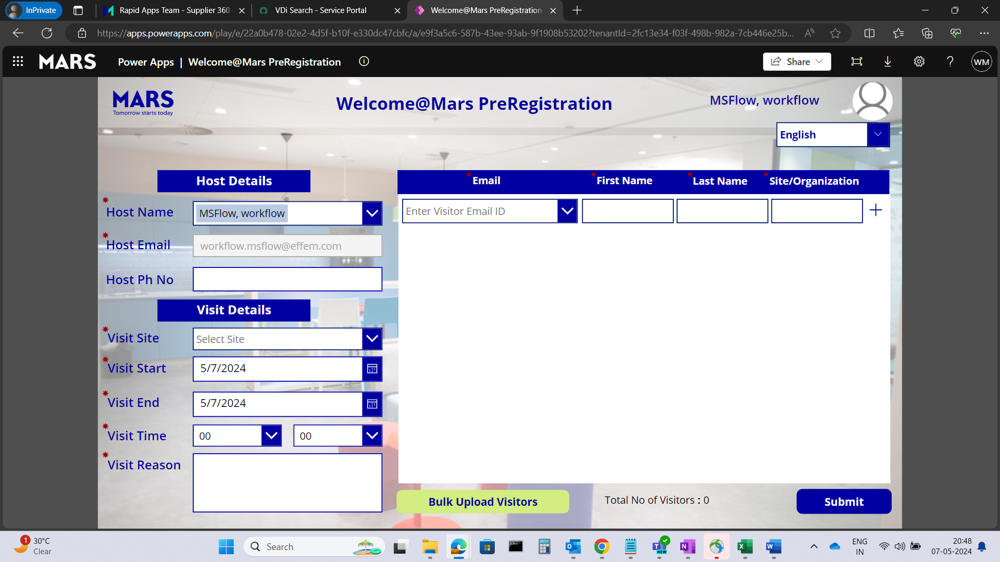 InPrivate
Rapid Apps Team - Supplier 360
VDi Search - Service Portal
Welcome@Mars PreRegistration
https://apps.powerapps.com/play/e/22a0b478-02e2-4d5f-b10f-e330dc47cbfc/a/e9f3a5c6-587b-43ee-93ab-9f1908b53202?tenantId=2fc13e34-f03f-498b-982a-7cb446e25b...
MARS
Power Apps | Welcome@Mars PreRegistration
Share
WM
MARS
Tomorrow starts today
Welcome@Mars PreRegistration
MSFlow, workflow
English
Host Details
Host Name
MSFlow, workflow
Host Email
workflow.msflow@effem.com
Host Ph No
Visit Details
Visit Site
Select Site
Visit Start
5/7/2024
Visit End
5/7/2024
Visit Time
00
00
Visit Reason
Email
First Name
Last Name
Site/Organization
Enter Visitor Email ID
Bulk Upload Visitors
Total No of Visitors : 0
Submit
1
30°C
Clear
Search
NEW
ENG
IN
20:48
07-05-2024